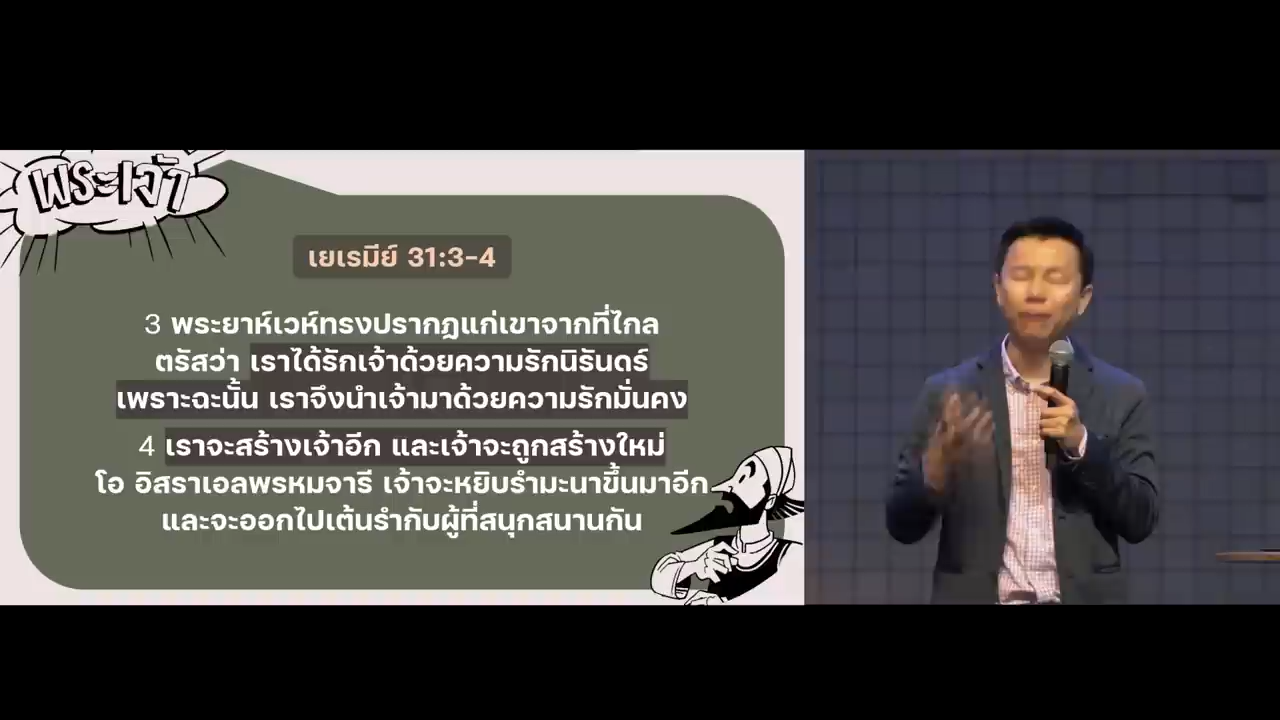 พระเจ้า
เยเรมีย์ 31:3-4
3 พระยาห์เวห์ทรงปรากฏแก่เขาจากที่ไกล
ตรัสว่า เราได้รักเจ้าด้วยความรักนิรันดร์
เพราะฉะนั้น เราจึงนำเจ้ามาด้วยความรักมั่นคง
4 เราจะสร้างเจ้าอีก และเจ้าจะถูกสร้างใหม่
โอ อิสราเอลพรหมจารี เจ้าจะหยิบรำมะนาขึ้นมาอีก
และจะออกไปเต้นรำกับผู้ที่สนุกสนานกัน